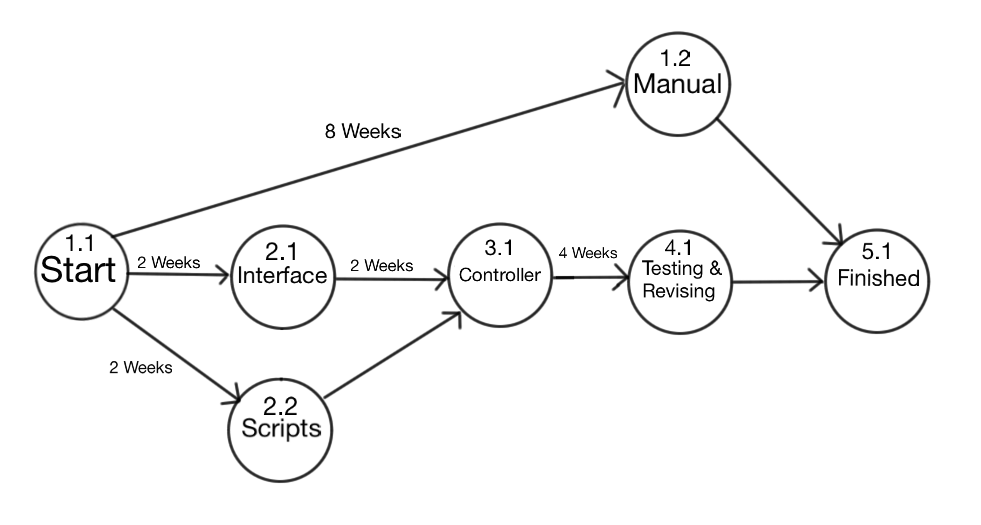 1.2
Manual
8 Weeks
1.1
Start
2 Weeks
2.1
Interface
2 Weeks
3.1
Controller
4 Weeks
4.1
Testing &
Revising
5.1
Finished
2 Weeks
2.2
Scripts